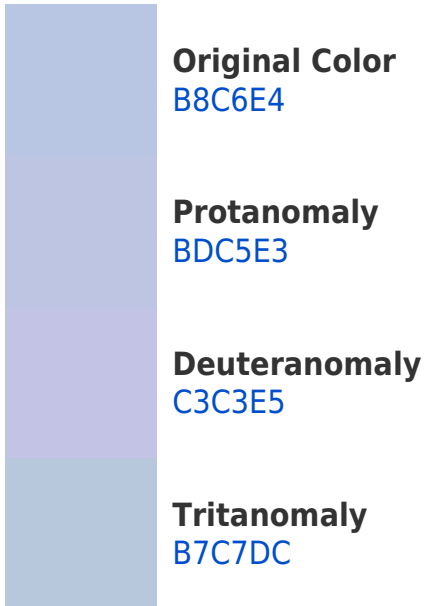 Original Color
B8C6E4
Protanomaly
BDC5E3
Deuteranomaly
C3C3E5
Tritanomaly
B7C7DC